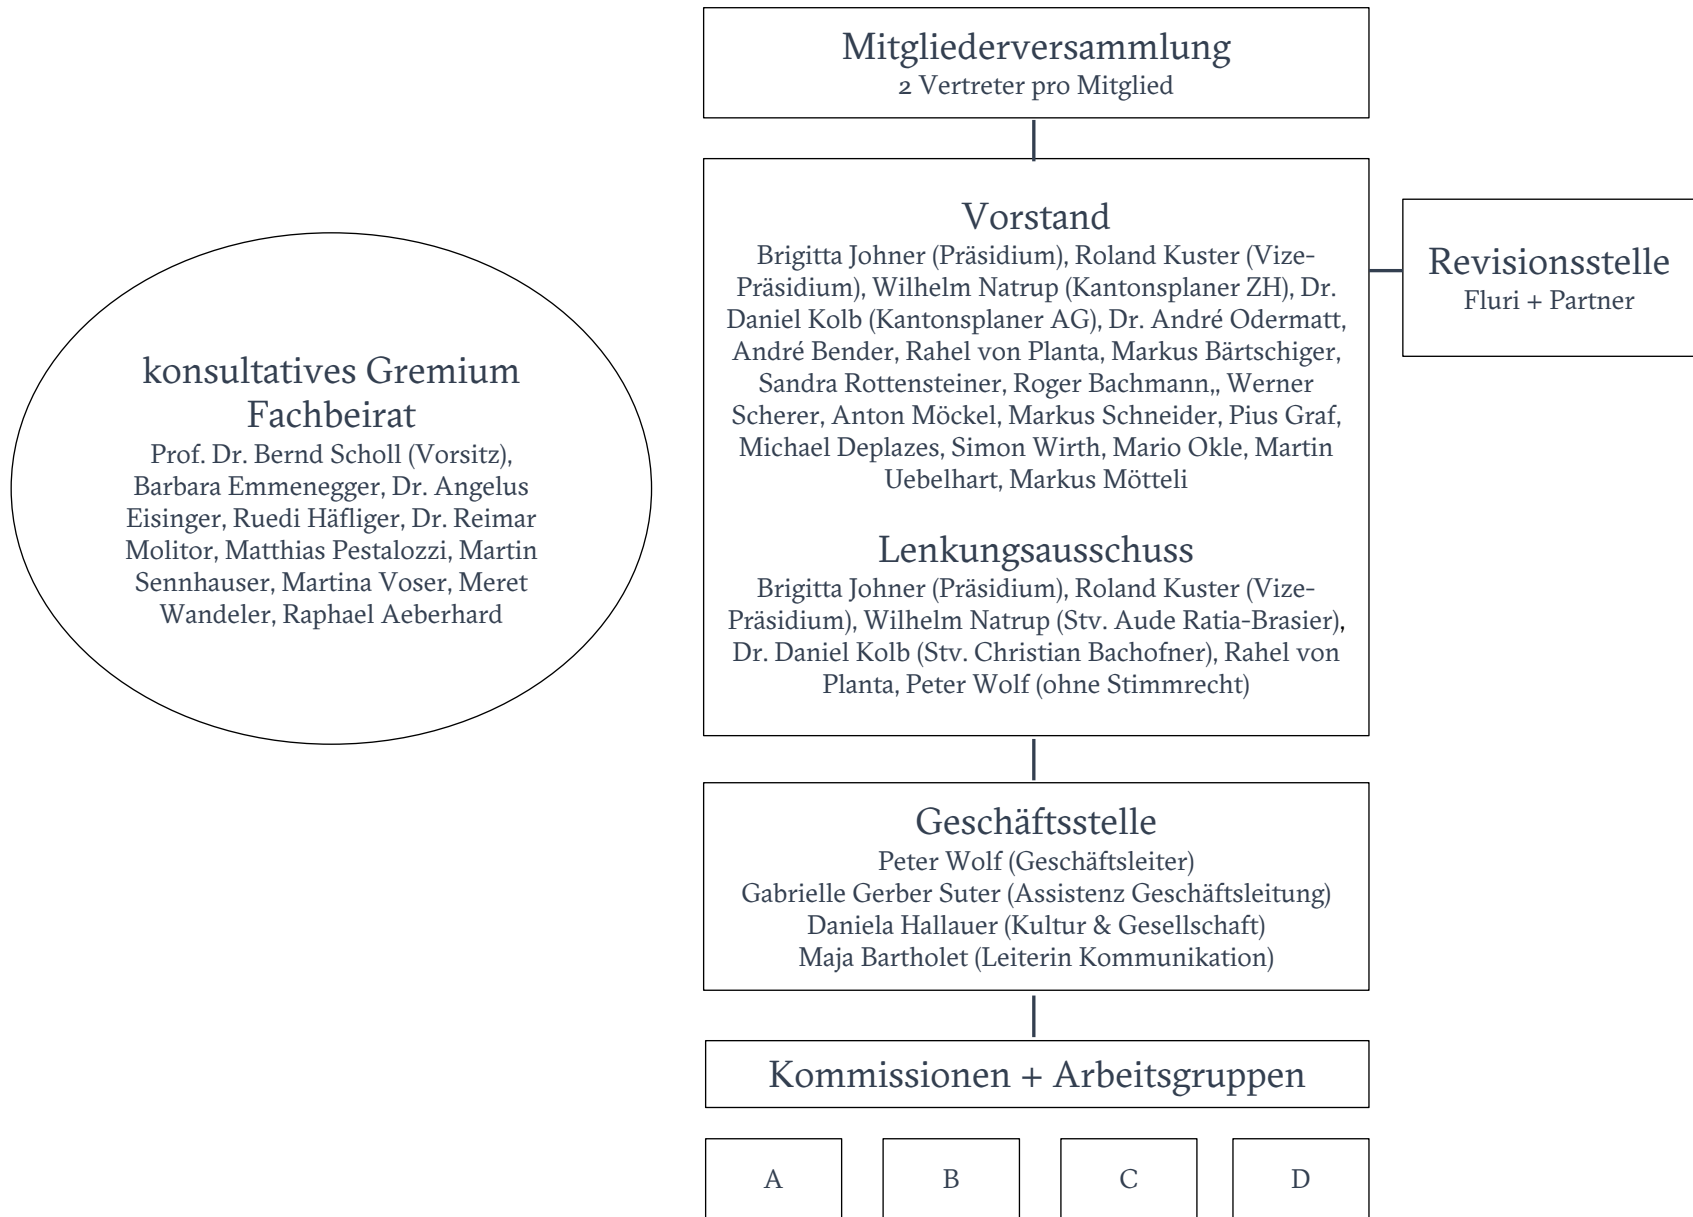 Mitgliederversammlung
2 Vertreter pro Mitglied
Vorstand
Brigitta Johner (Präsidium), Roland Kuster (Vize-
Präsidium), Wilhelm Natrup (Kantonsplaner ZH), Dr.
Daniel Kolb (Kantonsplaner AG), Dr. André Odermatt,
André Bender, Rahel von Planta, Markus Bärtschiger,
Sandra Rottensteiner, Roger Bachmann,, Werner
Scherer, Anton Möckel, Markus Schneider, Pius Graf,
Michael Deplazes, Simon Wirth, Mario Okle, Martin
Uebelhart, Markus Mötteli
Lenkungsausschuss
Brigitta Johner (Präsidium), Roland Kuster (Vize-
Präsidium), Wilhelm Natrup (Stv. Aude Ratia-Brasier),
Dr. Daniel Kolb (Stv. Christian Bachofner), Rahel von
Planta, Peter Wolf (ohne Stimmrecht)
Revisionsstelle
Fluri + Partner
konsultatives Gremium
Fachbeirat
Prof. Dr. Bernd Scholl (Vorsitz),
Barbara Emmenegger, Dr. Angelus
Eisinger, Ruedi Häfliger, Dr. Reimar
Molitor, Matthias Pestalozzi, Martin
Sennhauser, Martina Voser, Meret
Wandeler, Raphael Aeberhard
Geschäftsstelle
Peter Wolf (Geschäftsleiter)
Gabrielle Gerber Suter (Assistenz Geschäftsleitung)
Daniela Hallauer (Kultur & Gesellschaft)
Maja Bartholet (Leiterin Kommunikation)
Kommissionen + Arbeitsgruppen
A
B
C
D